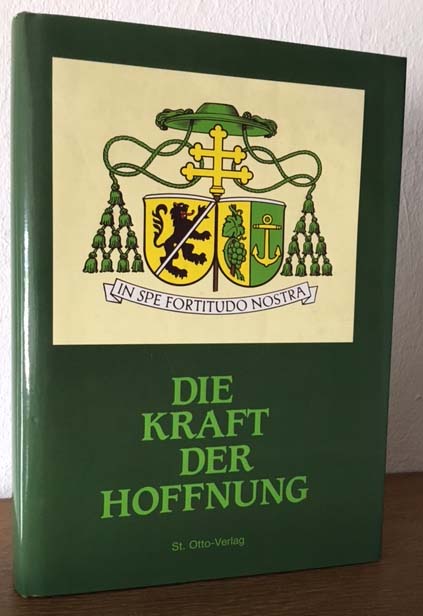 IN SPE FORTITUDO NOSTRA
DIE
KRAFT
DER
HOFFNUNG
St. Otto-Verlag